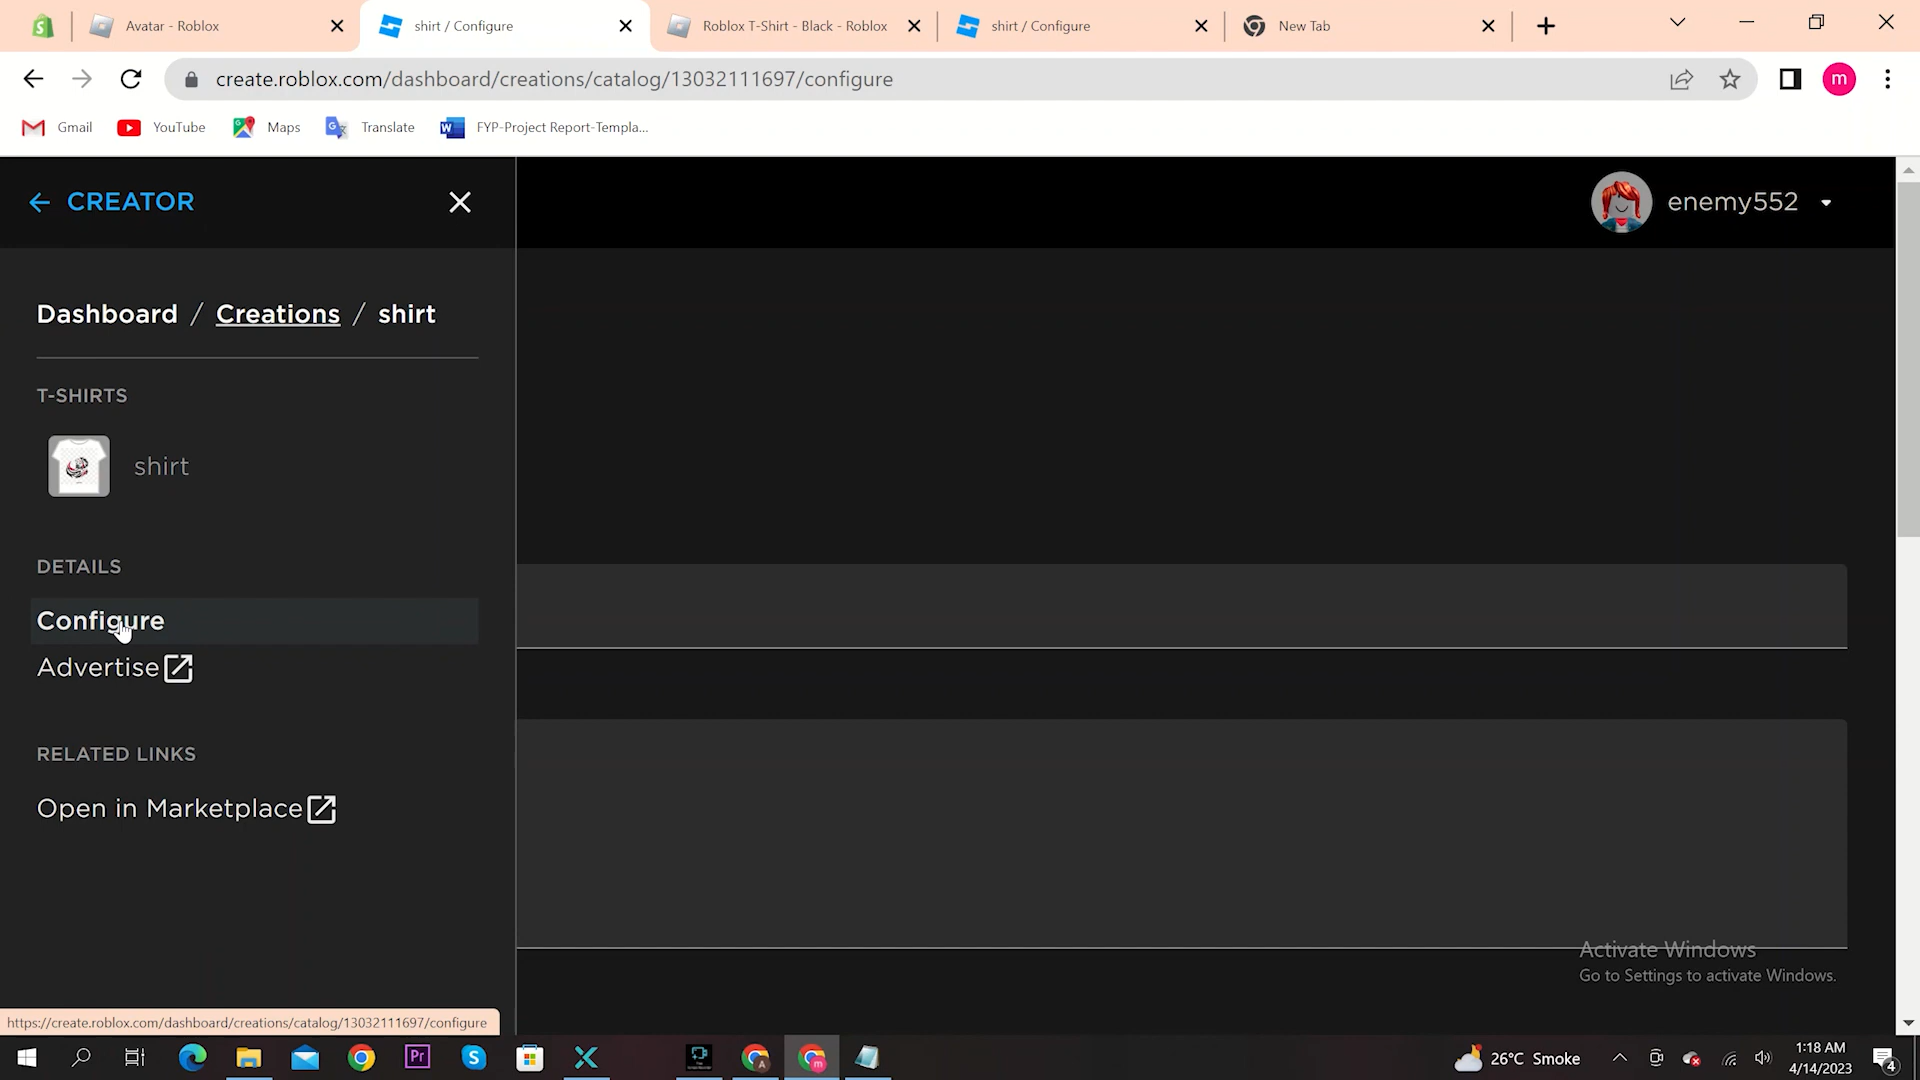 Avatar - Roblox
shirt / Configure
Roblox T-Shirt - Black - Roblox
shirt / Configure
New Tab
create.roblox.com/dashboard/creations/catalog/13032111697/configure
m
Gmail
YouTube
Maps
Translate
FYP-Project Report-Templa...
CREATOR
enemy552
Dashboard / Creations / shirt
T-SHIRTS
shirt
DETAILS
Configure
Advertise
RELATED LINKS
Open in Marketplace
Activate Windows
Go to Settings to activate Windows.
https://create.roblox.com/dashboard/creations/catalog/13032111697/configure
26°C Smoke
1:18 AM
4/14/2023
4